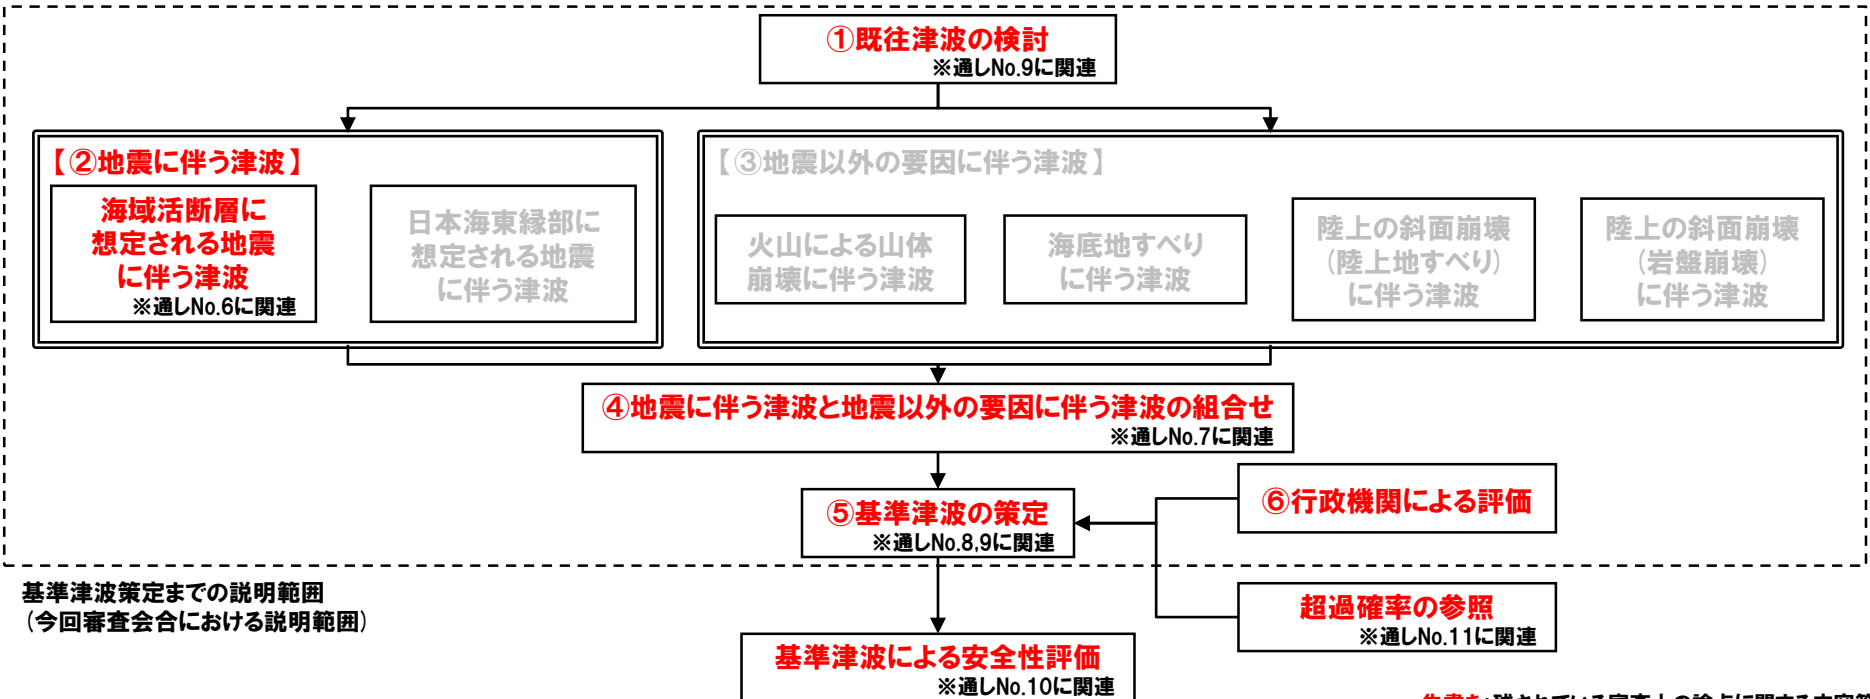 ①既往津波の検討
※通しNo.9に関連
【②地震に伴う津波】
海域活断層に
想定される地震
に伴う津波
※通しNo.6に関連
日本海東縁部に
想定される地震
に伴う津波
【③地震以外の要因に伴う津波】
火山による山体
崩壊に伴う津波
海底地すべり
に伴う津波
陸上の斜面崩壊
(陸上地すべり)
に伴う津波
陸上の斜面崩壊
(岩盤崩壊)
に伴う津波
④地震に伴う津波と地震以外の要因に伴う津波の組合せ
※通しNo.7に関連
⑤基準津波の策定
※通しNo.8,9に関連
⑥行政機関による評価
基準津波策定までの説明範囲
(今回審査会合における説明範囲)
超過確率の参照
※通しNo.11に関連
基準津波による安全性評価
※通しNo.10に関連